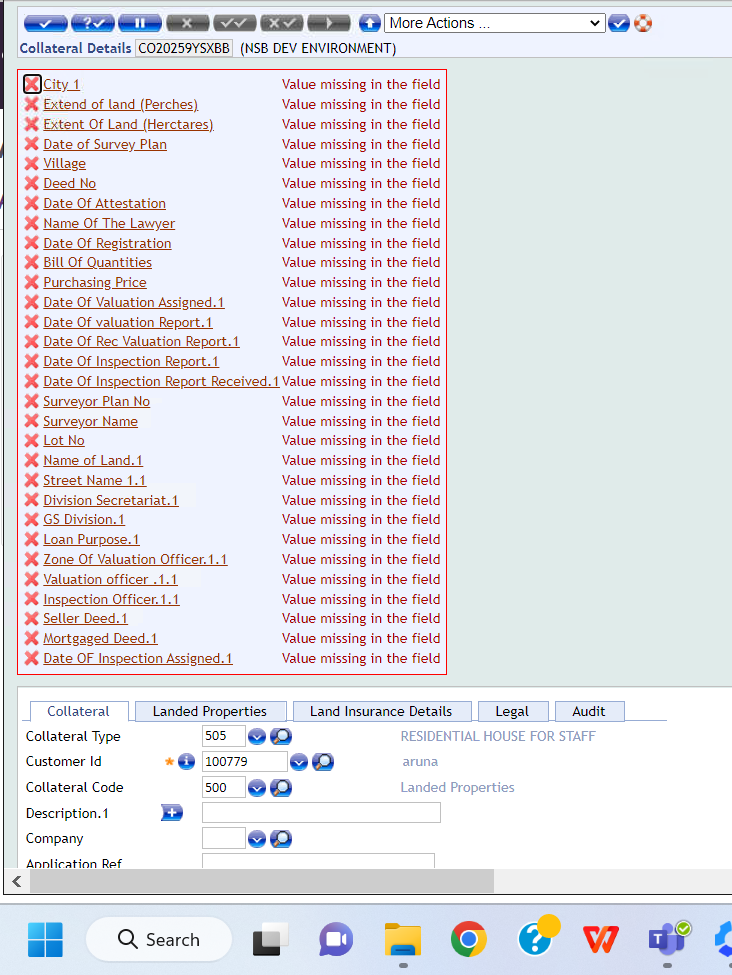 More Actions ...
Collateral Details CO20259YSXBB (NSB DEV ENVIRONMENT)
City 1 Value missing in the field
Extend of land (Perches) Value missing in the field
Extent Of Land (Herctares) Value missing in the field
Date of Survey Plan Value missing in the field
Village Value missing in the field
Deed No Value missing in the field
Date Of Attestation Value missing in the field
Name Of The Lawyer Value missing in the field
Date Of Registration Value missing in the field
Bill Of Quantities Value missing in the field
Purchasing Price Value missing in the field
Date Of Valuation Assigned.1 Value missing in the field
Date Of valuation Report.1 Value missing in the field
Date Of Rec Valuation Report.1 Value missing in the field
Date Of Inspection Report.1 Value missing in the field
Date Of Inspection Report Received.1 Value missing in the field
Surveyor Plan No Value missing in the field
Surveyor Name Value missing in the field
Lot No Value missing in the field
Name of Land.1 Value missing in the field
Street Name 1.1 Value missing in the field
Division Secretariat.1 Value missing in the field
GS Division.1 Value missing in the field
Loan Purpose.1 Value missing in the field
Zone Of Valuation Officer.1.1 Value missing in the field
Valuation officer .1.1 Value missing in the field
Inspection Officer.1.1 Value missing in the field
Seller Deed.1 Value missing in the field
Mortgaged Deed.1 Value missing in the field
Date OF Inspection Assigned.1 Value missing in the field
Collateral Landed Properties Land Insurance Details Legal Audit
Collateral Type 505 RESIDENTIAL HOUSE FOR STAFF
Customer Id 100779 aruna
Collateral Code 500 Landed Properties
Description.1
Company
Application Ref
Search